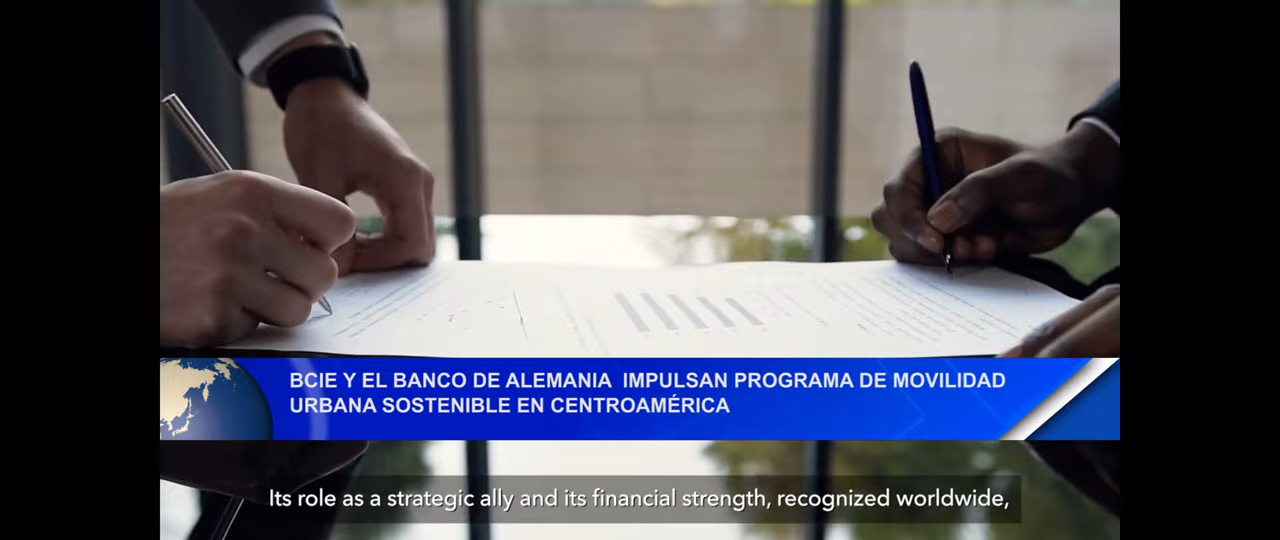 BCIE Y EL BANCO DE ALEMANIA IMPULSAN PROGRAMA DE MOVILIDAD
URBANA SOSTENIBLE EN CENTROAMÉRICA
Its role as a strategic ally and its financial strength, recognized worldwide,